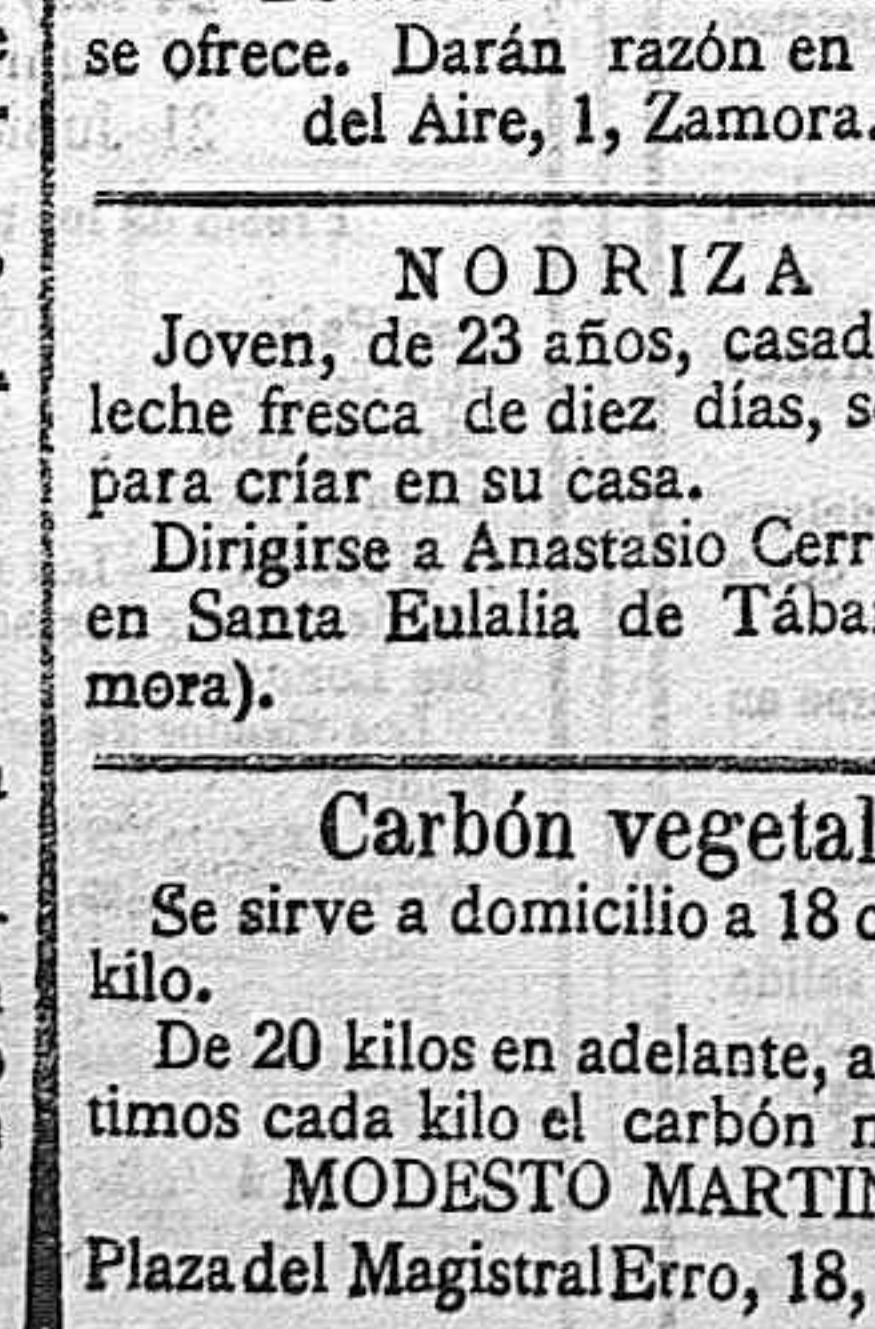 se ofrece. Darán razón en
del Aire, 1, Zamora.
NODRIZA
Joven, de 23 años, casad
leche fresca de diez días, s
para críar en su casa.
Dirigirse a Anastasio Cerr
en Santa Eulalia de Tába
mora).
Carbón vegetal
Se sirve a domicilio a 18 c
kilo.
De 20 kilos en adelante, a
timos cada kilo el carbón
MODESTO MARTIN
Plaza del Magistral Erro, 18,